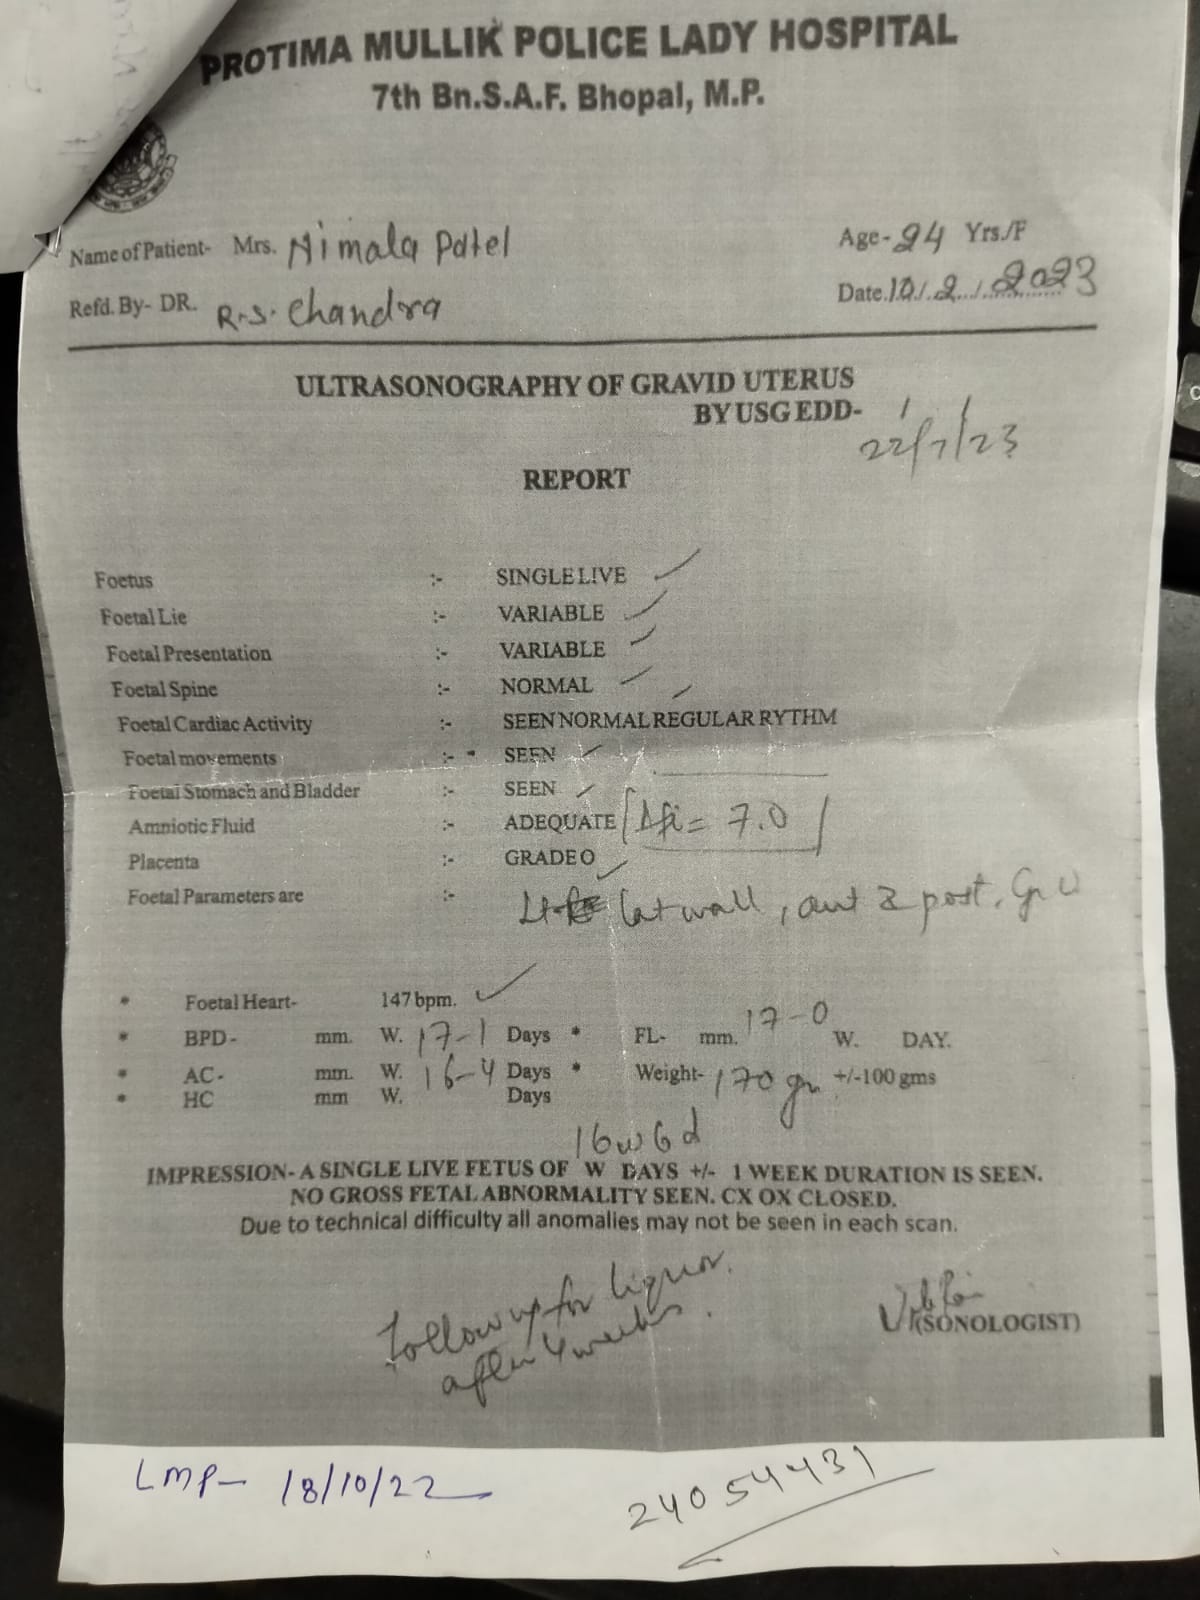 PROTIMA MULLIK POLICE LADY HOSPITAL
7th Bn.S.A.F. Bhopal, M.P.
Name of Patient- Mrs. Nimala Patel Age- 24 Yrs./F
Refd. By- DR. R.S. Chandra Date. 10/2/2023
ULTRASONOGRAPHY OF GRAVID UTERUS
BY USG EDD- 22/7/23
REPORT
Foetus :- SINGLE LIVE
Foetal Lie :- VARIABLE
Foetal Presentation :- VARIABLE
Foetal Spine :- NORMAL
Foetal Cardiac Activity :- SEEN NORMAL REGULAR RYTHM
Foetal movements :- SEEN
Foetal Stomach and Bladder :- SEEN
Amniotic Fluid :- ADEQUATE Afi = 7.0
Placenta :- GRADE O
Foetal Parameters are :- lat wall, ant & post. Gr 0
* Foetal Heart- 147 bpm.
* BPD- mm. W. 17-1 Days * FL- mm. 17-0 W. DAY.
* AC- mm. W. 16-4 Days * Weight- 170 gr +/-100 gms
* HC mm W. Days
16w6d
IMPRESSION- A SINGLE LIVE FETUS OF W DAYS +/- 1 WEEK DURATION IS SEEN.
NO GROSS FETAL ABNORMALITY SEEN. CX OX CLOSED.
Due to technical difficulty all anomalies may not be seen in each scan.
Follow up for liquor.
after 4 weeks.
(SONOLOGIST)
LMP- 18/10/22
24054431